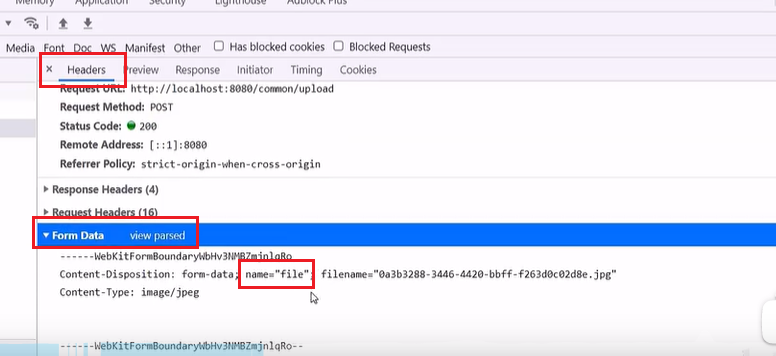 Memory Application Security Lighthouse Adblock Plus
Media Font Doc WS Manifest Other Has blocked cookies Blocked Requests
× Headers Preview Response Initiator Timing Cookies
Request URL: http://localhost:8080/common/upload
Request Method: POST
Status Code: 200
Remote Address: [::1]:8080
Referrer Policy: strict-origin-when-cross-origin
Response Headers (4)
Request Headers (16)
Form Data view parsed
------WebKitFormBoundaryWbHv3NMBZmjnlqRo
Content-Disposition: form-data; name="file"; filename="0a3b3288-3446-4420-bbff-f263d0c02d8e.jpg"
Content-Type: image/jpeg
------WebKitFormBoundaryWbHv3NMBZmjnlqRo--